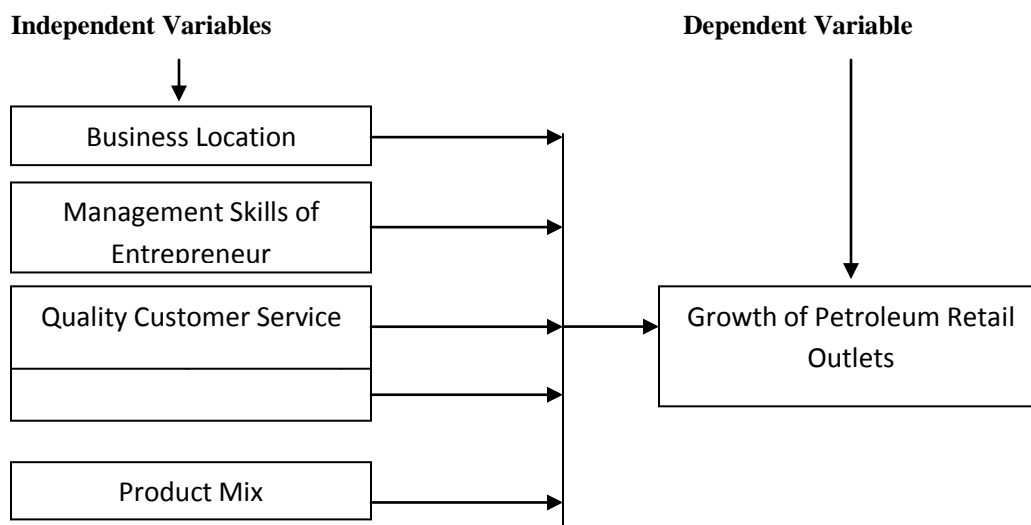 Independent Variables
Dependent Variable
Business Location
Management Skills of
Entrepreneur
Quality Customer Service
Growth of Petroleum Retail
Outlets
Product Mix